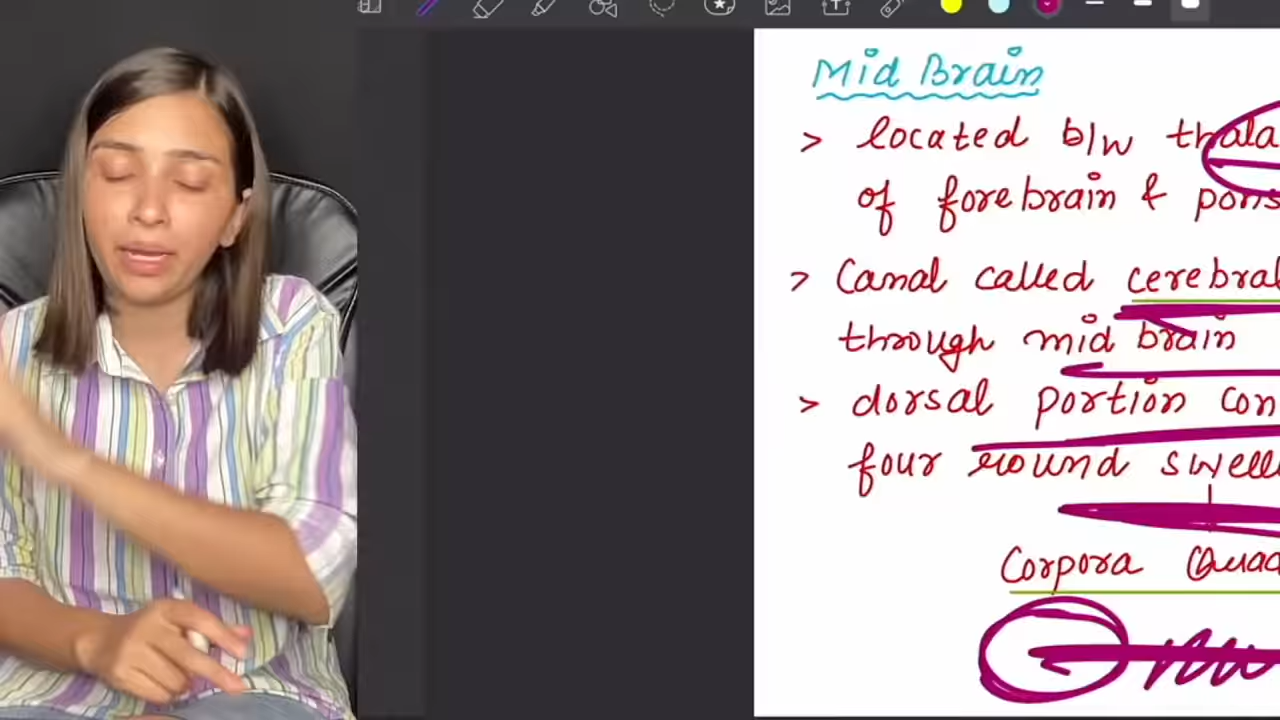 Mid Brain
> located b/w thala
of forebrain & pons
> Canal called cerebral
through mid brain
> dorsal portion con
four round swell
Corpora Quad